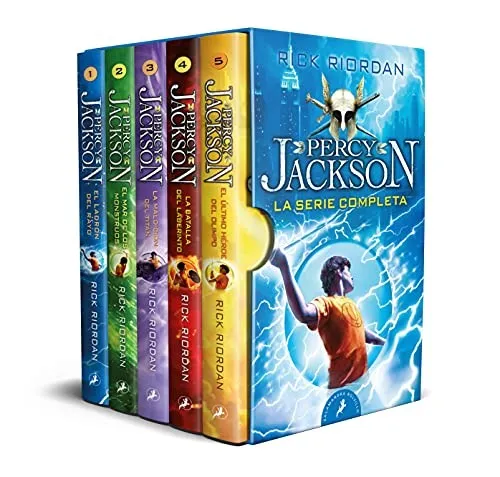 1
PERCY
JACKSON
EL LADRÓN
DEL RAYO
RICK RIORDAN
2
PERCY
JACKSON
EL MAR DE LOS
MONSTRUOS
RICK RIORDAN
3
PERCY
JACKSON
LA MALDICIÓN
DEL TITÁN
RICK RIORDAN
4
PERCY
JACKSON
LA BATALLA
DEL LABERINTO
RICK RIORDAN
5
PERCY
JACKSON
EL ÚLTIMO HÉROE
DEL OLIMPO
RICK RIORDAN
RICK RIORDAN
PERCY
JACKSON
LA SERIE COMPLETA
SALAMANDRA BOLSILLO